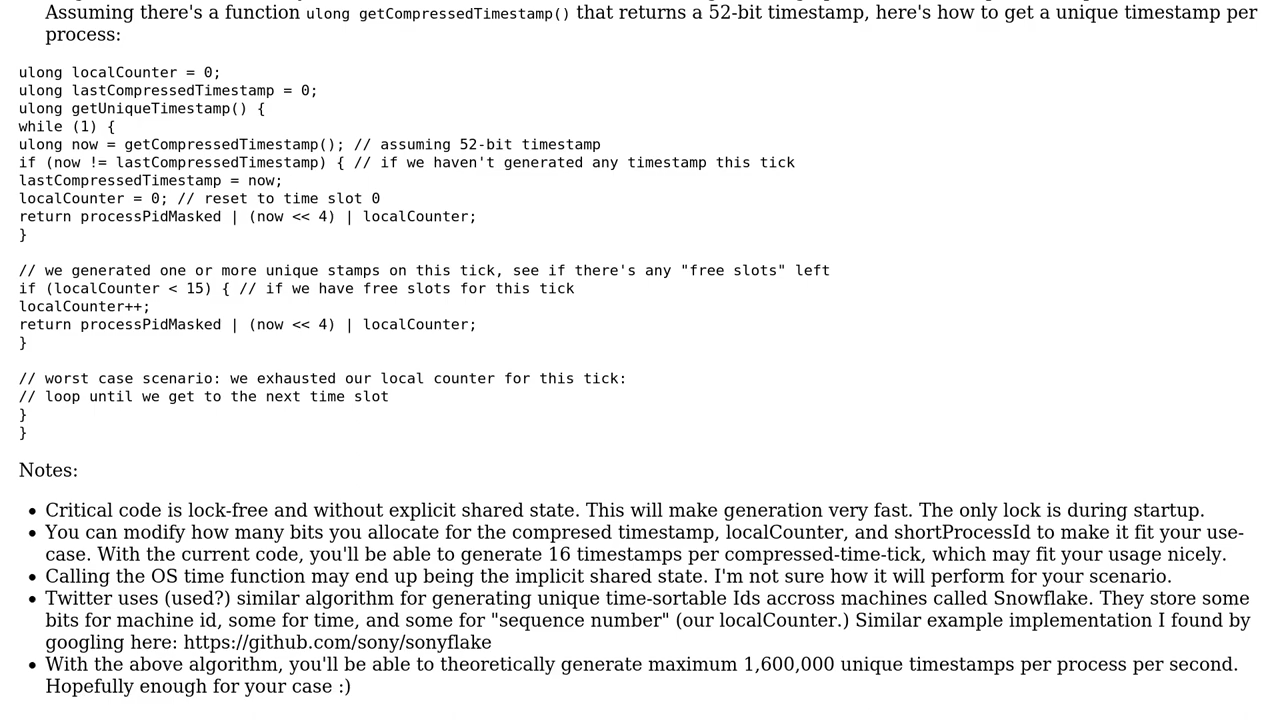 Assuming there's a function ulong getCompressedTimestamp() that returns a 52-bit timestamp, here's how to get a unique timestamp per
process:
ulong localCounter = 0;
ulong lastCompressedTimestamp = 0;
ulong getUniqueTimestamp() {
while (1) {
ulong now = getCompressedTimestamp(); // assuming 52-bit timestamp
if (now != lastCompressedTimestamp) { // if we haven't generated any timestamp this tick
lastCompressedTimestamp = now;
localCounter = 0; // reset to time slot 0
return processPidMasked | (now << 4) | localCounter;
}
// we generated one or more unique stamps on this tick, see if there's any "free slots" left
if (localCounter < 15) { // if we have free slots for this tick
localCounter++;
return processPidMasked | (now << 4) | localCounter;
}
// worst case scenario: we exhausted our local counter for this tick:
// loop until we get to the next time slot
}
}
Notes:
• Critical code is lock-free and without explicit shared state. This will make generation very fast. The only lock is during startup.
• You can modify how many bits you allocate for the compresed timestamp, localCounter, and shortProcessId to make it fit your use-
case. With the current code, you'll be able to generate 16 timestamps per compressed-time-tick, which may fit your usage nicely.
• Calling the OS time function may end up being the implicit shared state. I'm not sure how it will perform for your scenario.
• Twitter uses (used?) similar algorithm for generating unique time-sortable Ids accross machines called Snowflake. They store some
bits for machine id, some for time, and some for "sequence number" (our localCounter.) Similar example implementation I found by
googling here: https://github.com/sony/sonyflake
• With the above algorithm, you'll be able to theoretically generate maximum 1,600,000 unique timestamps per process per second.
Hopefully enough for your case :)